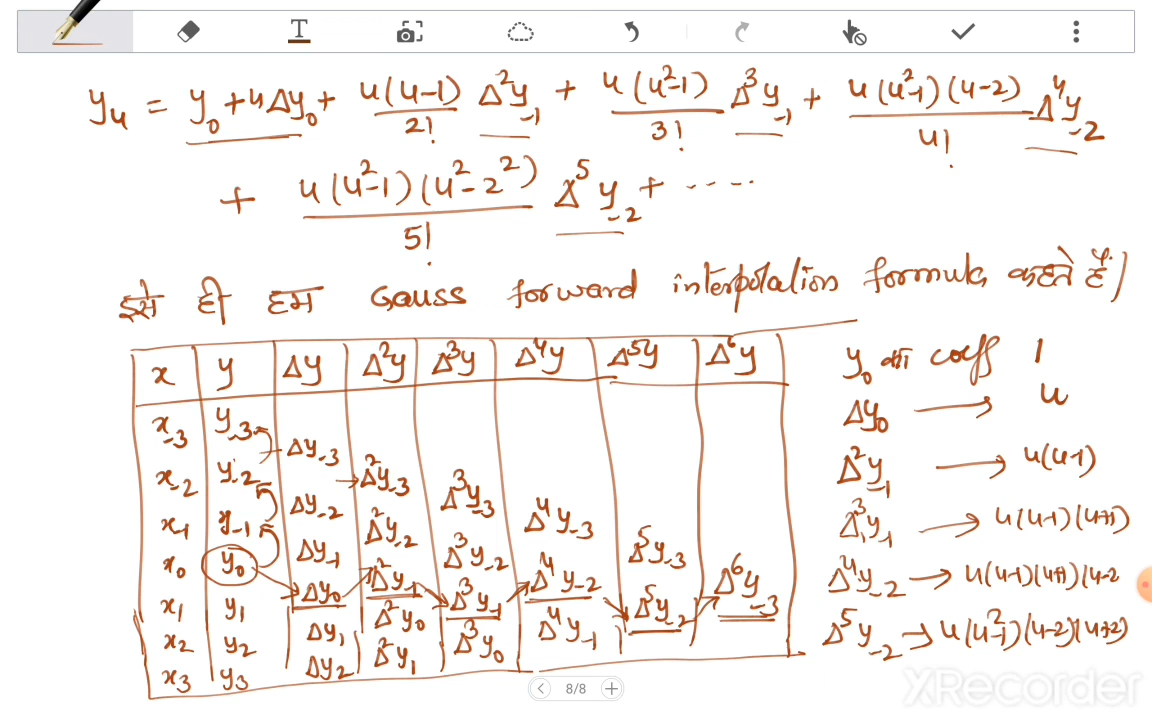 T
y_u = y_0 + uΔy_0 + u(u-1)/2! Δ²y_-1 + u(u²-1)/3! Δ³y_-1 + u(u²-1)(u-2)/4! Δ⁴y_-2
+ u(u²-1)(u²-2²)/5! Δ⁵y_-2 + ....
इसे ही हम Gauss forward interpolation formula कहते हैं।
x y Δy Δ²y Δ³y Δ⁴y Δ⁵y Δ⁶y
x_-3 y_-3
Δy_-3
x_-2 y_-2 Δ²y_-3
Δy_-2 Δ³y_-3
x_-1 y_-1 Δ²y_-2 Δ⁴y_-3
Δy_-1 Δ³y_-2 Δ⁵y_-3
x_0 y_0 Δ²y_-1 Δ⁴y_-2 Δ⁶y_-3
Δy_0 Δ³y_-1 Δ⁵y_-2
x_1 y_1 Δ²y_0 Δ⁴y_-1
Δy_1 Δ³y_0
x_2 y_2 Δ²y_1
Δy_2
x_3 y_3
y_0 का coeff 1
Δy_0 → u
Δ²y_-1 → u(u-1)
Δ³y_-1 → u(u-1)(u+1)
Δ⁴y_-2 → u(u-1)(u+1)(u-2
Δ⁵y_-2 → u(u²-1)(u-2)(u+2)
8/8
XRecorder